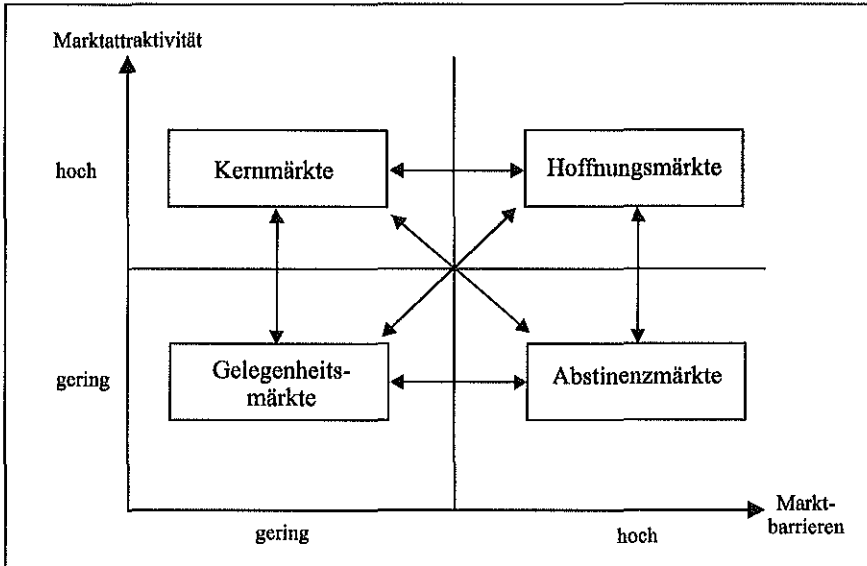 Marktattraktivität
hoch
Kernmärkte
Hoffnungsmärkte
gering
Gelegenheits-
märkte
Abstinenzmärkte
gering
hoch
Markt-
barrieren